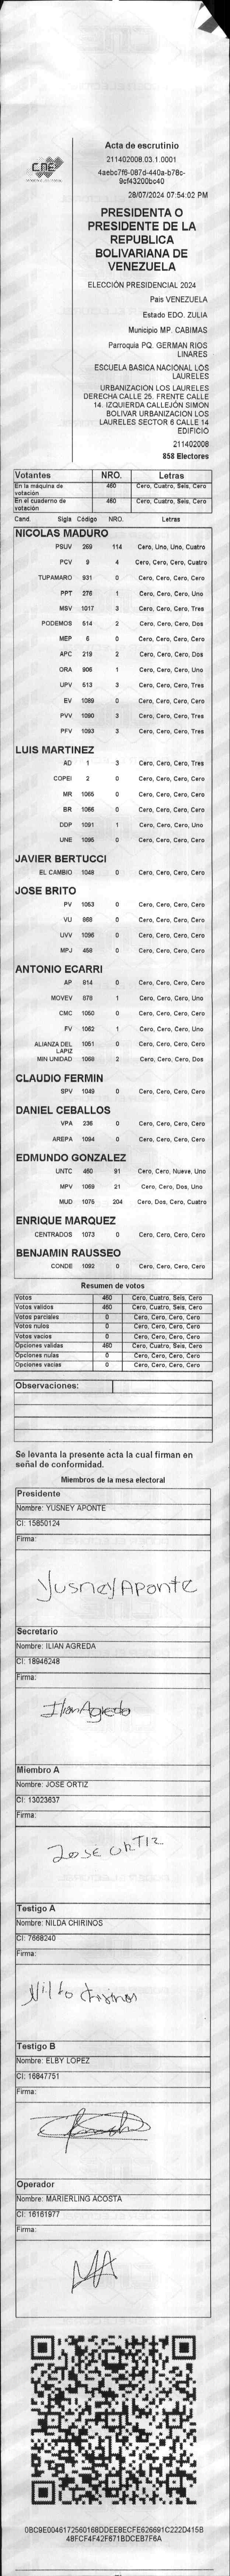 CNE
Acta de escrutinio
211402008.03.1.0001
4aebc7f6-087d-440a-b78c-
9cf43200bc40
28/07/2024 07:54:02 PM
PRESIDENTA O
PRESIDENTE DE LA
REPUBLICA
BOLIVARIANA DE
VENEZUELA
ELECCIÓN PRESIDENCIAL 2024
Pais VENEZUELA
Estado EDO. ZULIA
Municipio MP. CABIMAS
Parroquia PQ. GERMAN RIOS
LINARES
ESCUELA BASICA NACIONAL LOS
LAURELES
URBANIZACION LOS LAURELES
DERECHA CALLE 25. FRENTE CALLE
14. IZQUIERDA CALLEJÓN SIMON
BOLIVAR URBANIZACION LOS
LAURELES SECTOR 6 CALLE 14
EDIFICIO
211402008
858 Electores
Votantes NRO. Letras
En la máquina de votación 460 Cero, Cuatro, Seis, Cero
En el cuaderno de votación 460 Cero, Cuatro, Seis, Cero
Cand. Sigla Código NRO. Letras
NICOLAS MADURO
PSUV 269 114 Cero, Uno, Uno, Cuatro
PCV 9 4 Cero, Cero, Cero, Cuatro
TUPAMARO 931 0 Cero, Cero, Cero, Cero
PPT 276 1 Cero, Cero, Cero, Uno
MSV 1017 3 Cero, Cero, Cero, Tres
PODEMOS 514 2 Cero, Cero, Cero, Dos
MEP 6 0 Cero, Cero, Cero, Cero
APC 219 2 Cero, Cero, Cero, Dos
ORA 906 1 Cero, Cero, Cero, Uno
UPV 513 3 Cero, Cero, Cero, Tres
EV 1089 0 Cero, Cero, Cero, Cero
PVV 1090 3 Cero, Cero, Cero, Tres
PFV 1093 3 Cero, Cero, Cero, Tres
LUIS MARTINEZ
AD 1 3 Cero, Cero, Cero, Tres
COPEI 2 0 Cero, Cero, Cero, Cero
MR 1065 0 Cero, Cero, Cero, Cero
BR 1066 0 Cero, Cero, Cero, Cero
DDP 1091 1 Cero, Cero, Cero, Uno
UNE 1095 0 Cero, Cero, Cero, Cero
JAVIER BERTUCCI
EL CAMBIO 1048 0 Cero, Cero, Cero, Cero
JOSE BRITO
PV 1053 0 Cero, Cero, Cero, Cero
VU 868 0 Cero, Cero, Cero, Cero
UVV 1096 0 Cero, Cero, Cero, Cero
MPJ 458 0 Cero, Cero, Cero, Cero
ANTONIO ECARRI
AP 814 0 Cero, Cero, Cero, Cero
MOVEV 878 1 Cero, Cero, Cero, Uno
CMC 1050 0 Cero, Cero, Cero, Cero
FV 1062 1 Cero, Cero, Cero, Uno
ALIANZA DEL LAPIZ 1051 0 Cero, Cero, Cero, Cero
MIN UNIDAD 1068 2 Cero, Cero, Cero, Dos
CLAUDIO FERMIN
SPV 1049 0 Cero, Cero, Cero, Cero
DANIEL CEBALLOS
VPA 236 0 Cero, Cero, Cero, Cero
AREPA 1094 0 Cero, Cero, Cero, Cero
EDMUNDO GONZALEZ
UNTC 460 91 Cero, Cero, Nueve, Uno
MPV 1069 21 Cero, Cero, Dos, Uno
MUD 1075 204 Cero, Dos, Cero, Cuatro
ENRIQUE MARQUEZ
CENTRADOS 1073 0 Cero, Cero, Cero, Cero
BENJAMIN RAUSSEO
CONDE 1092 0 Cero, Cero, Cero, Cero
Resumen de votos
Votos 460 Cero, Cuatro, Seis, Cero
Votos validos 460 Cero, Cuatro, Seis, Cero
Votos parciales 0 Cero, Cero, Cero, Cero
Votos nulos 0 Cero, Cero, Cero, Cero
Votos vacios 0 Cero, Cero, Cero, Cero
Opciones validas 460 Cero, Cuatro, Seis, Cero
Opciones nulas 0 Cero, Cero, Cero, Cero
Opciones vacias 0 Cero, Cero, Cero, Cero
Observaciones:
Se levanta la presente acta la cual firman en
señal de conformidad.
Miembros de la mesa electoral
Presidente
Nombre: YUSNEY APONTE
CI: 15850124
Firma:
Yusney Aponte
Secretario
Nombre: ILIAN AGREDA
CI: 18946248
Firma:
Ilian Agreda
Miembro A
Nombre: JOSE ORTIZ
CI: 13023637
Firma:
JOSE ORTIZ
Testigo A
Nombre: NILDA CHIRINOS
CI: 7668240
Firma:
Nilda Chirinos
Testigo B
Nombre: ELBY LOPEZ
CI: 16847751
Firma:
Operador
Nombre: MARIERLING ACOSTA
CI: 16161977
Firma:
MA
0BC9E0046172560168DDEE8ECFE626691C222D415B
48FCF4F42F671BDCEB7F6A